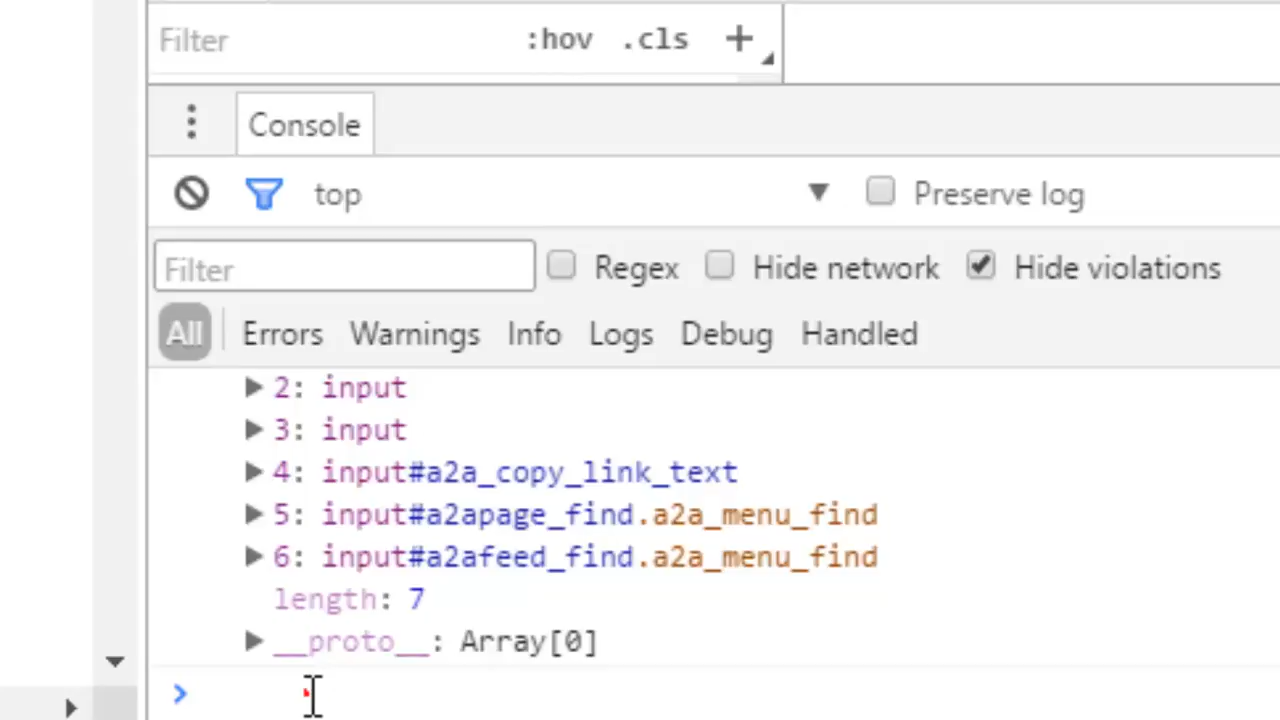 Filter :hov .cls +
Console
top Preserve log
Filter Regex Hide network Hide violations
All Errors Warnings Info Logs Debug Handled
2: input
3: input
4: input#a2a_copy_link_text
5: input#a2apage_find.a2a_menu_find
6: input#a2afeed_find.a2a_menu_find
length: 7
__proto__: Array[0]